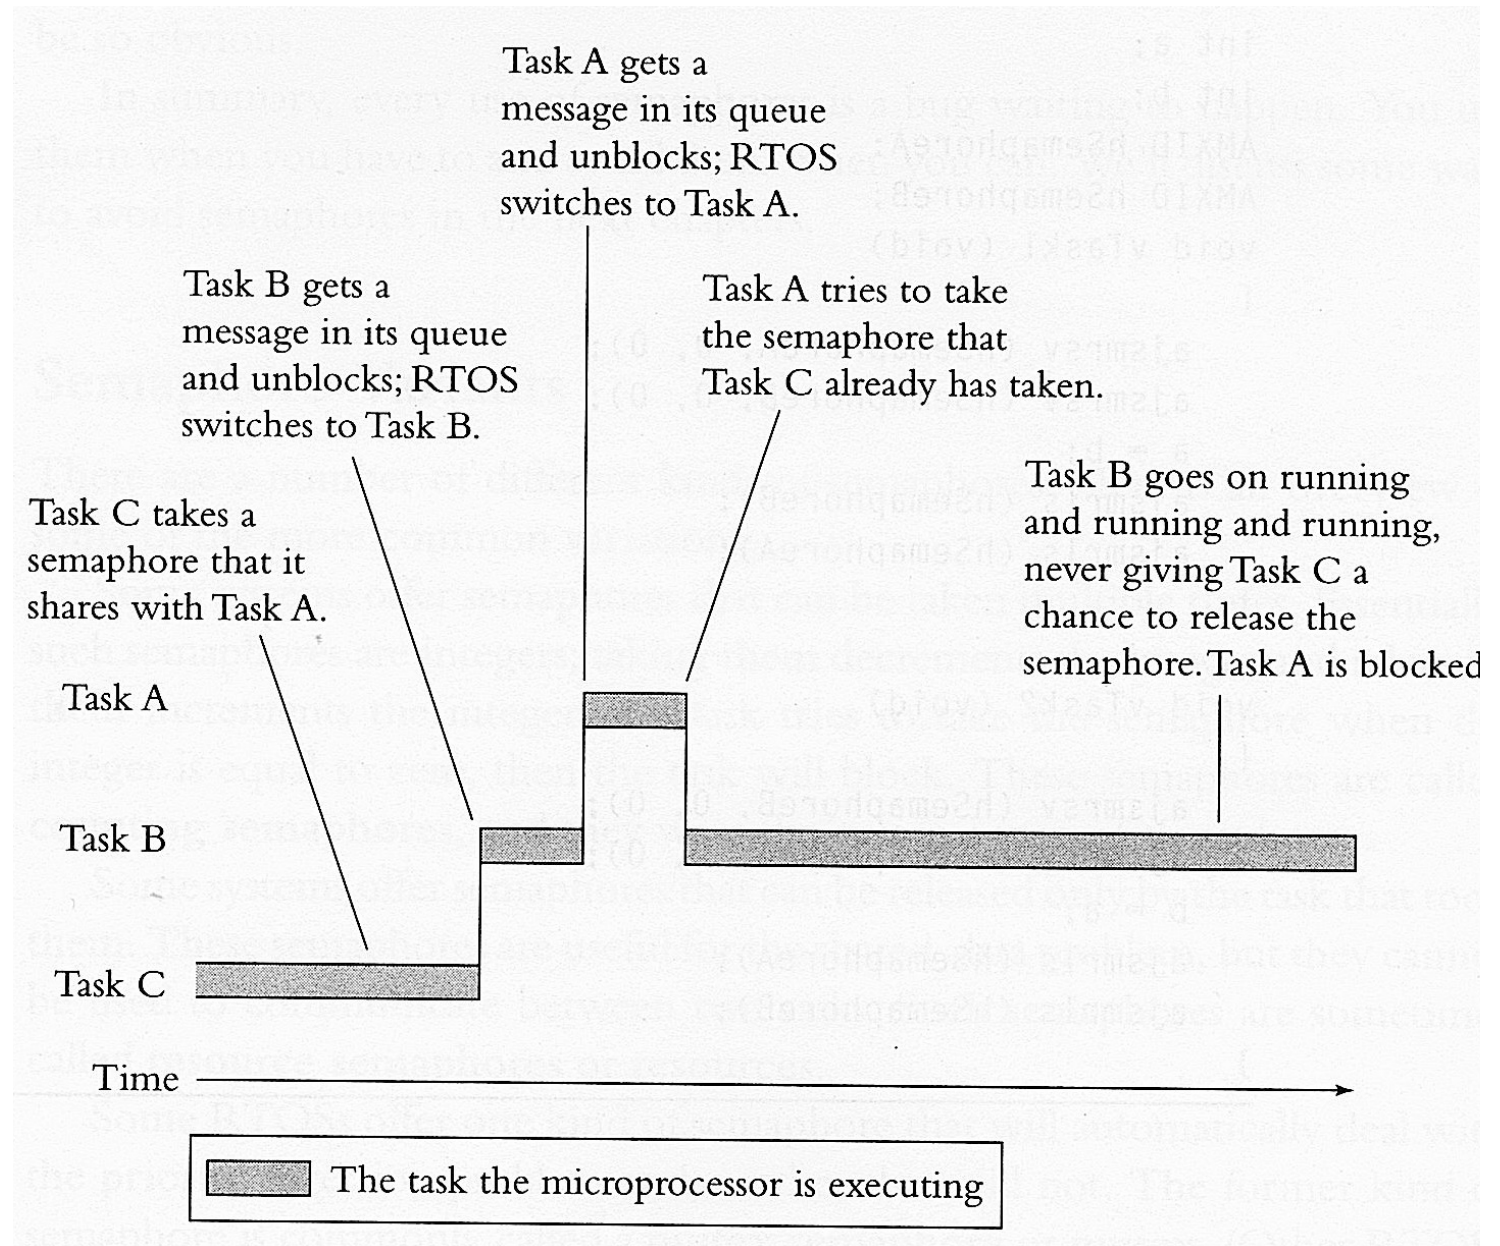 Task A gets a
message in its queue
and unblocks; RTOS
switches to Task A.
Task B gets a
message in its queue
and unblocks; RTOS
switches to Task B.
Task A tries to take
the semaphore that
Task C already has taken.
Task B goes on running
and running and running,
never giving Task C a
chance to release the
semaphore. Task A is blocked
Task C takes a
semaphore that it
shares with Task A.
Task A
Task B
Task C
Time
The task the microprocessor is executing